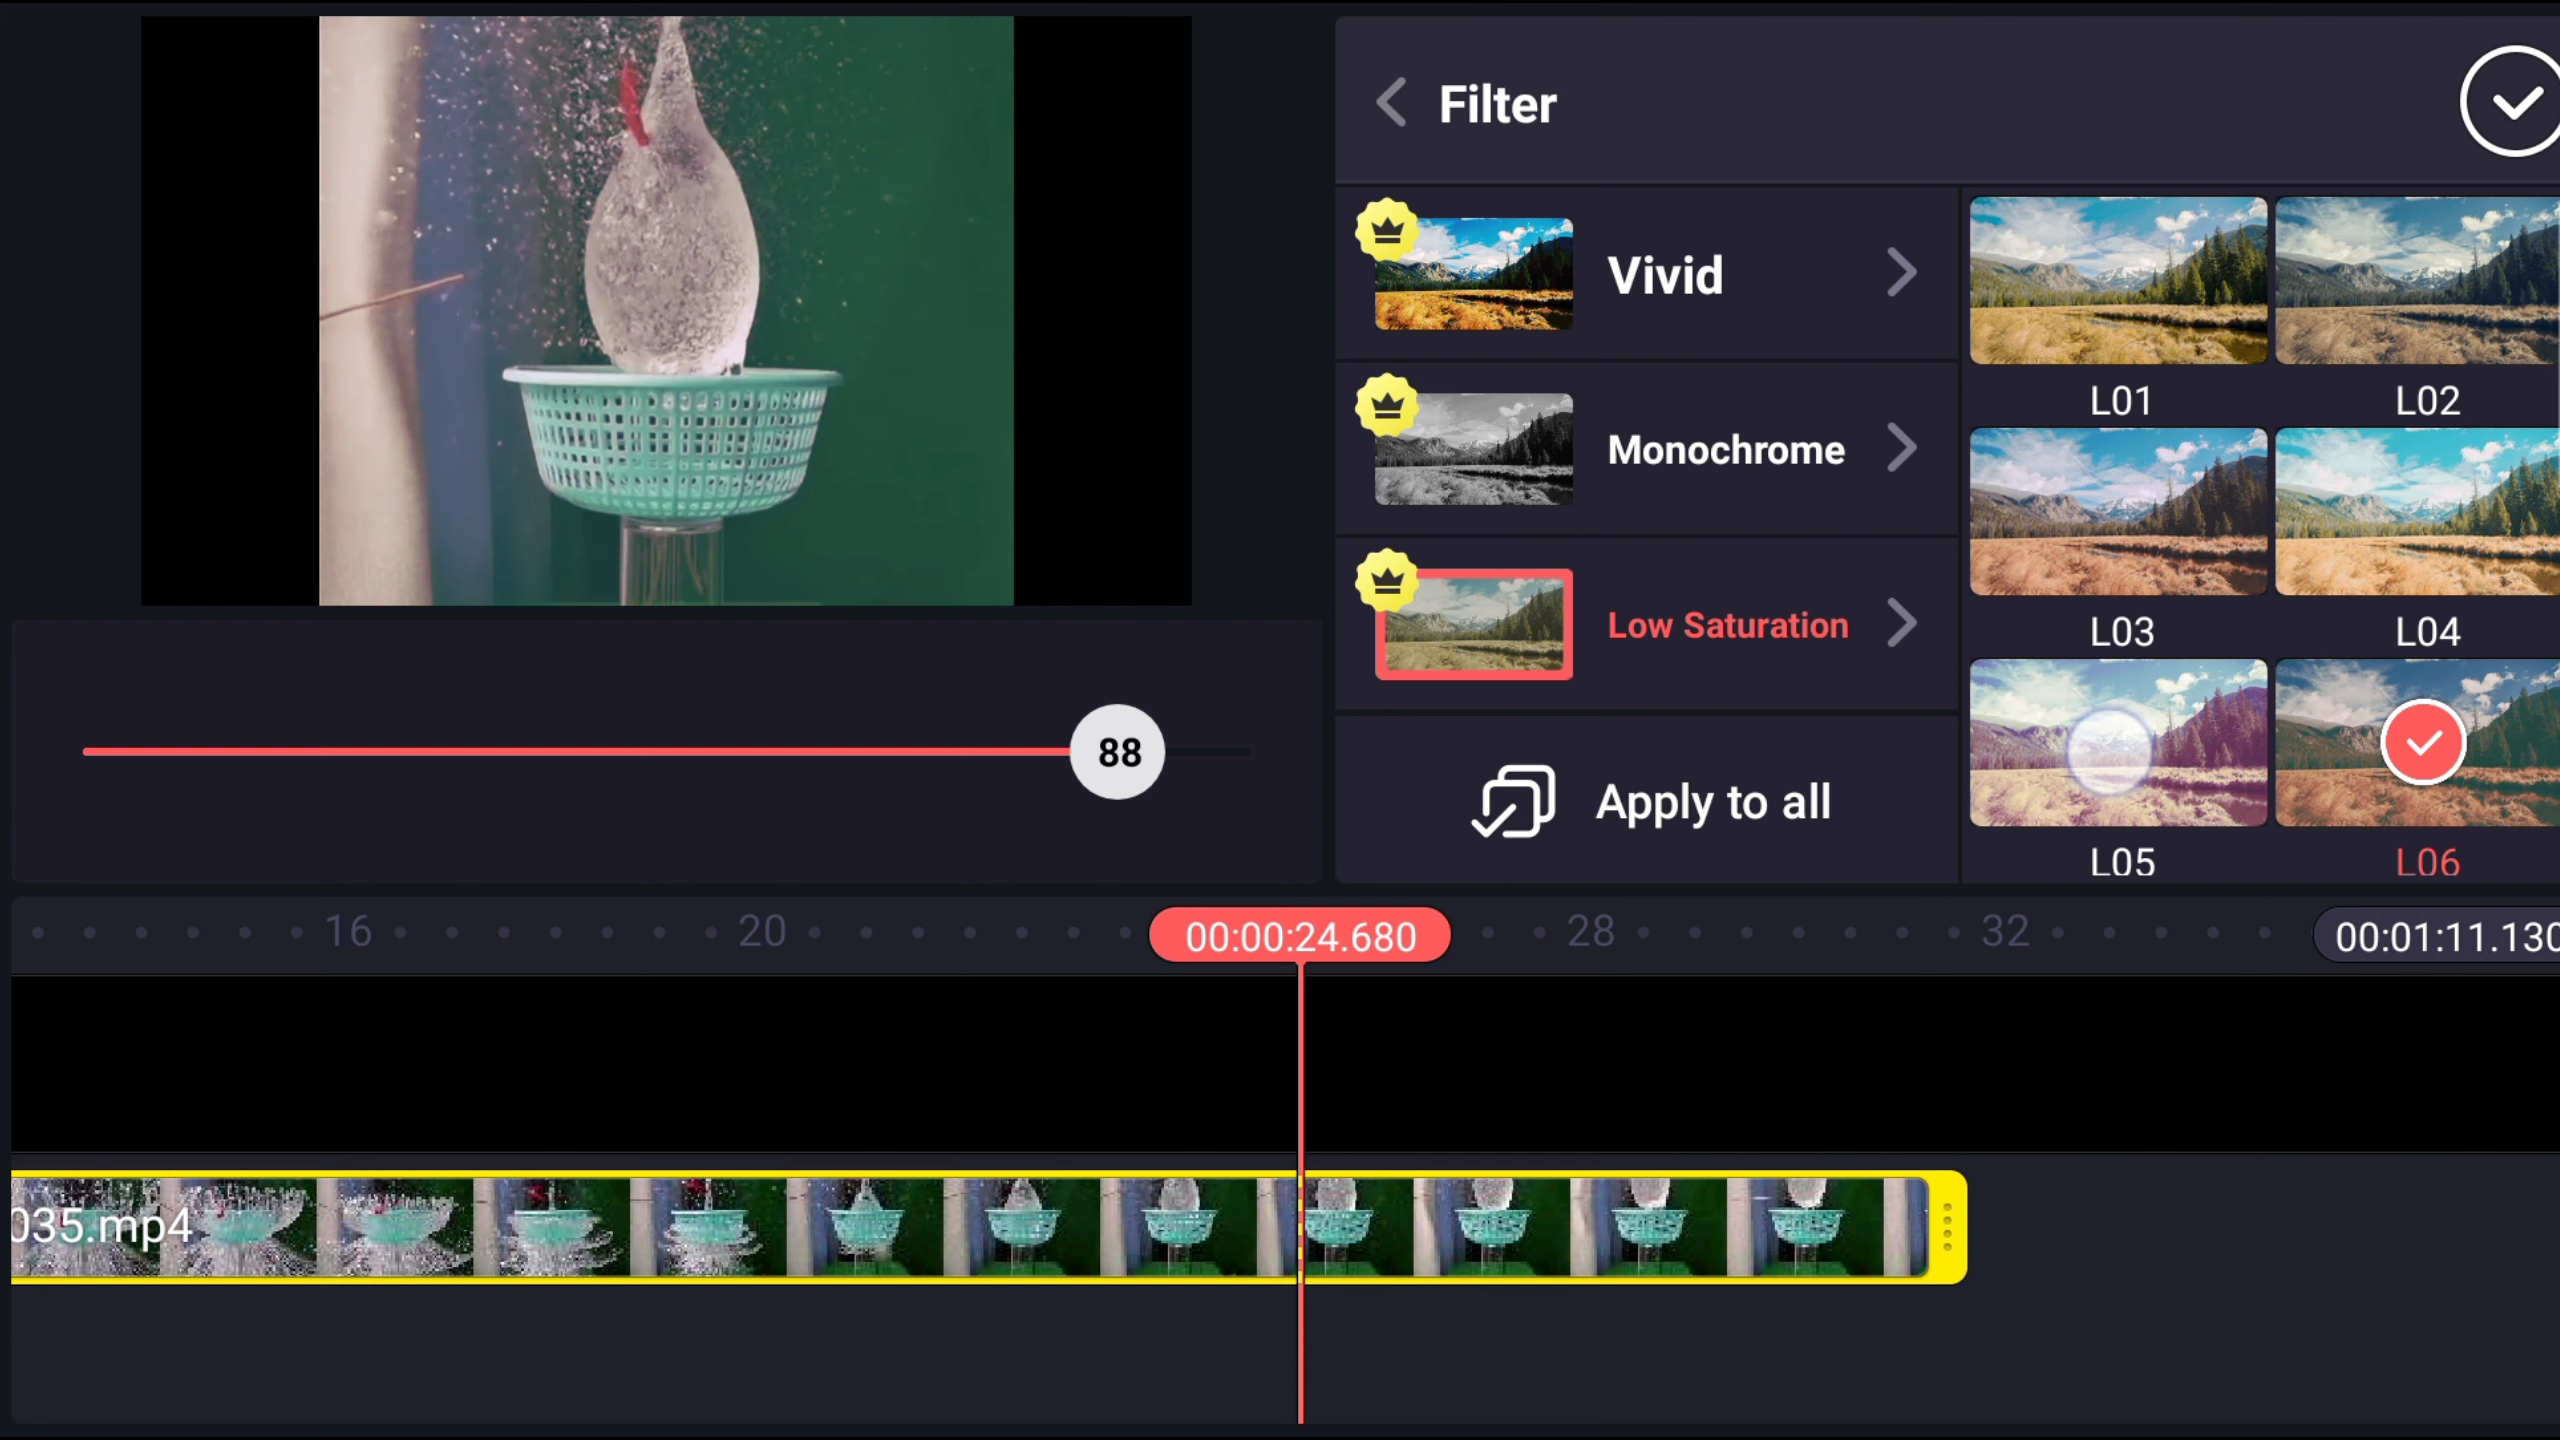 Filter
Vivid
L01
L02
Monochrome
L03
L04
Low Saturation
88
Apply to all
L05
L06
16
20
00:00:24.680
28
32
00:01:11.130
035.mp4